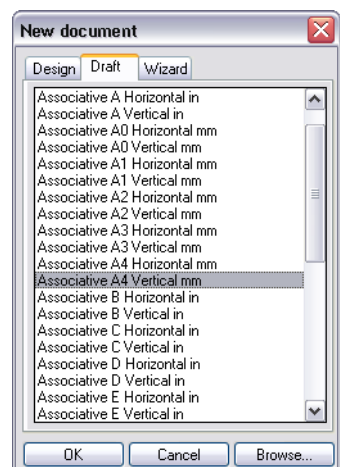 New document
Design Draft Wizard
Associative A Horizontal in
Associative A Vertical in
Associative A0 Horizontal mm
Associative A0 Vertical mm
Associative A1 Horizontal mm
Associative A1 Vertical mm
Associative A2 Horizontal mm
Associative A2 Vertical mm
Associative A3 Horizontal mm
Associative A3 Vertical mm
Associative A4 Horizontal mm
Associative A4 Vertical mm
Associative B Horizontal in
Associative B Vertical in
Associative C Horizontal in
Associative C Vertical in
Associative D Horizontal in
Associative D Vertical in
Associative E Horizontal in
Associative E Vertical in
OK Cancel Browse...